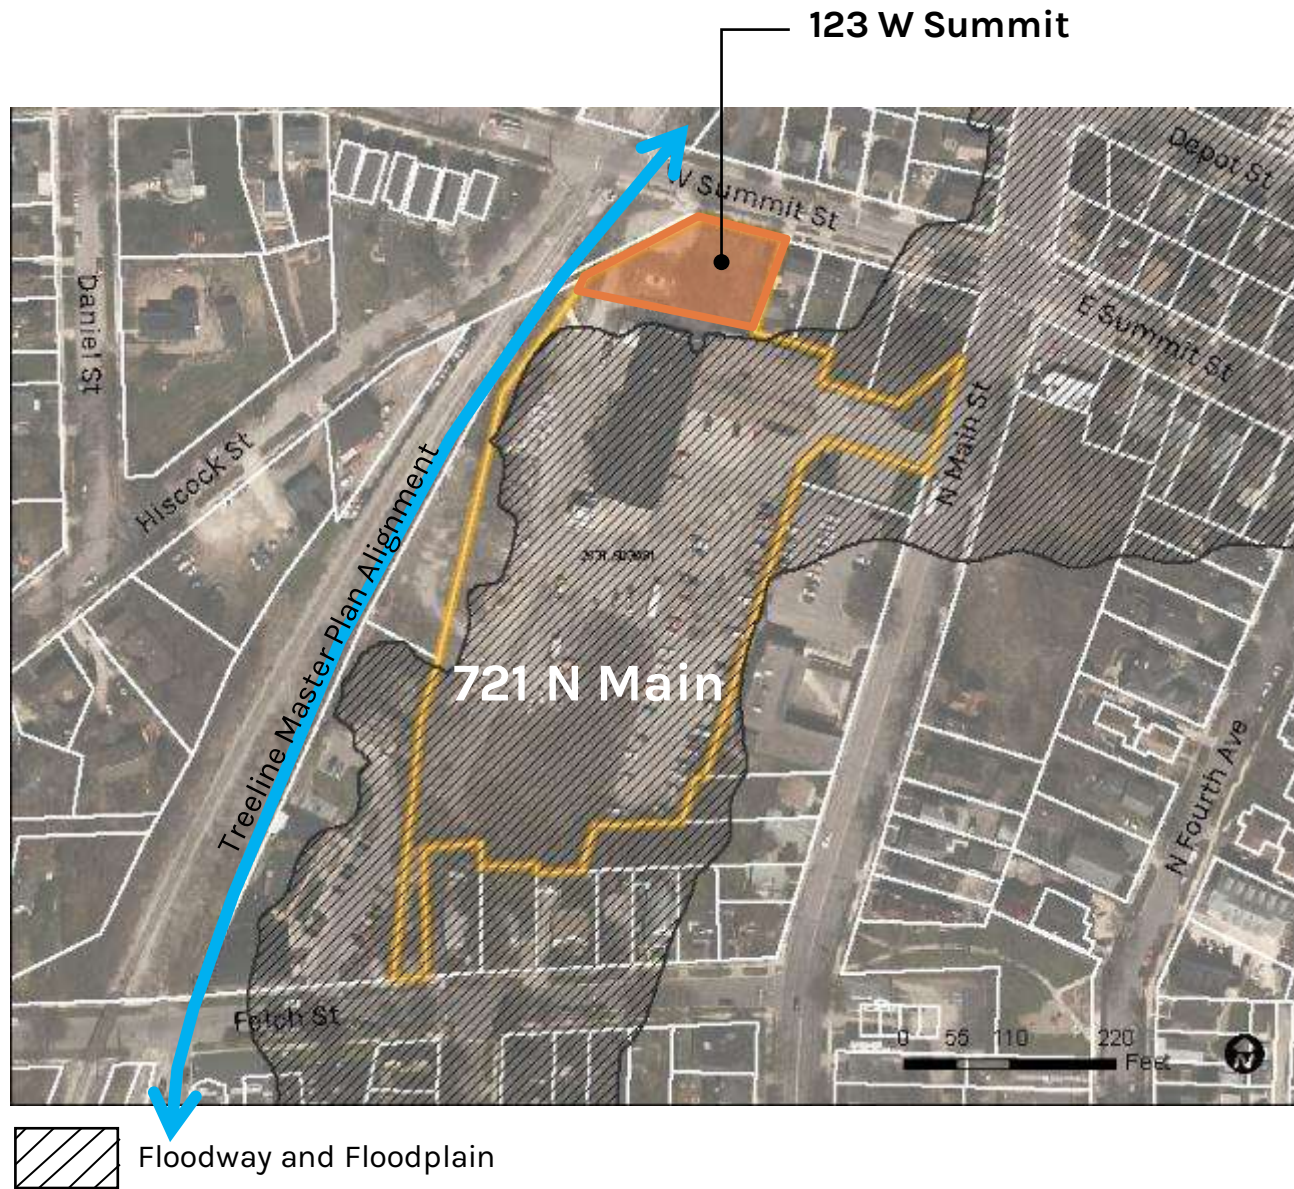 123 W Summit
Depot St
W Summit St
Daniel St
E Summit St
Hiscock St
N Main St
Treeline Master Plan Alignment
721 N Main
N Fourth Ave
Felch St
0 55 110 220
Feet
N
Floodway and Floodplain